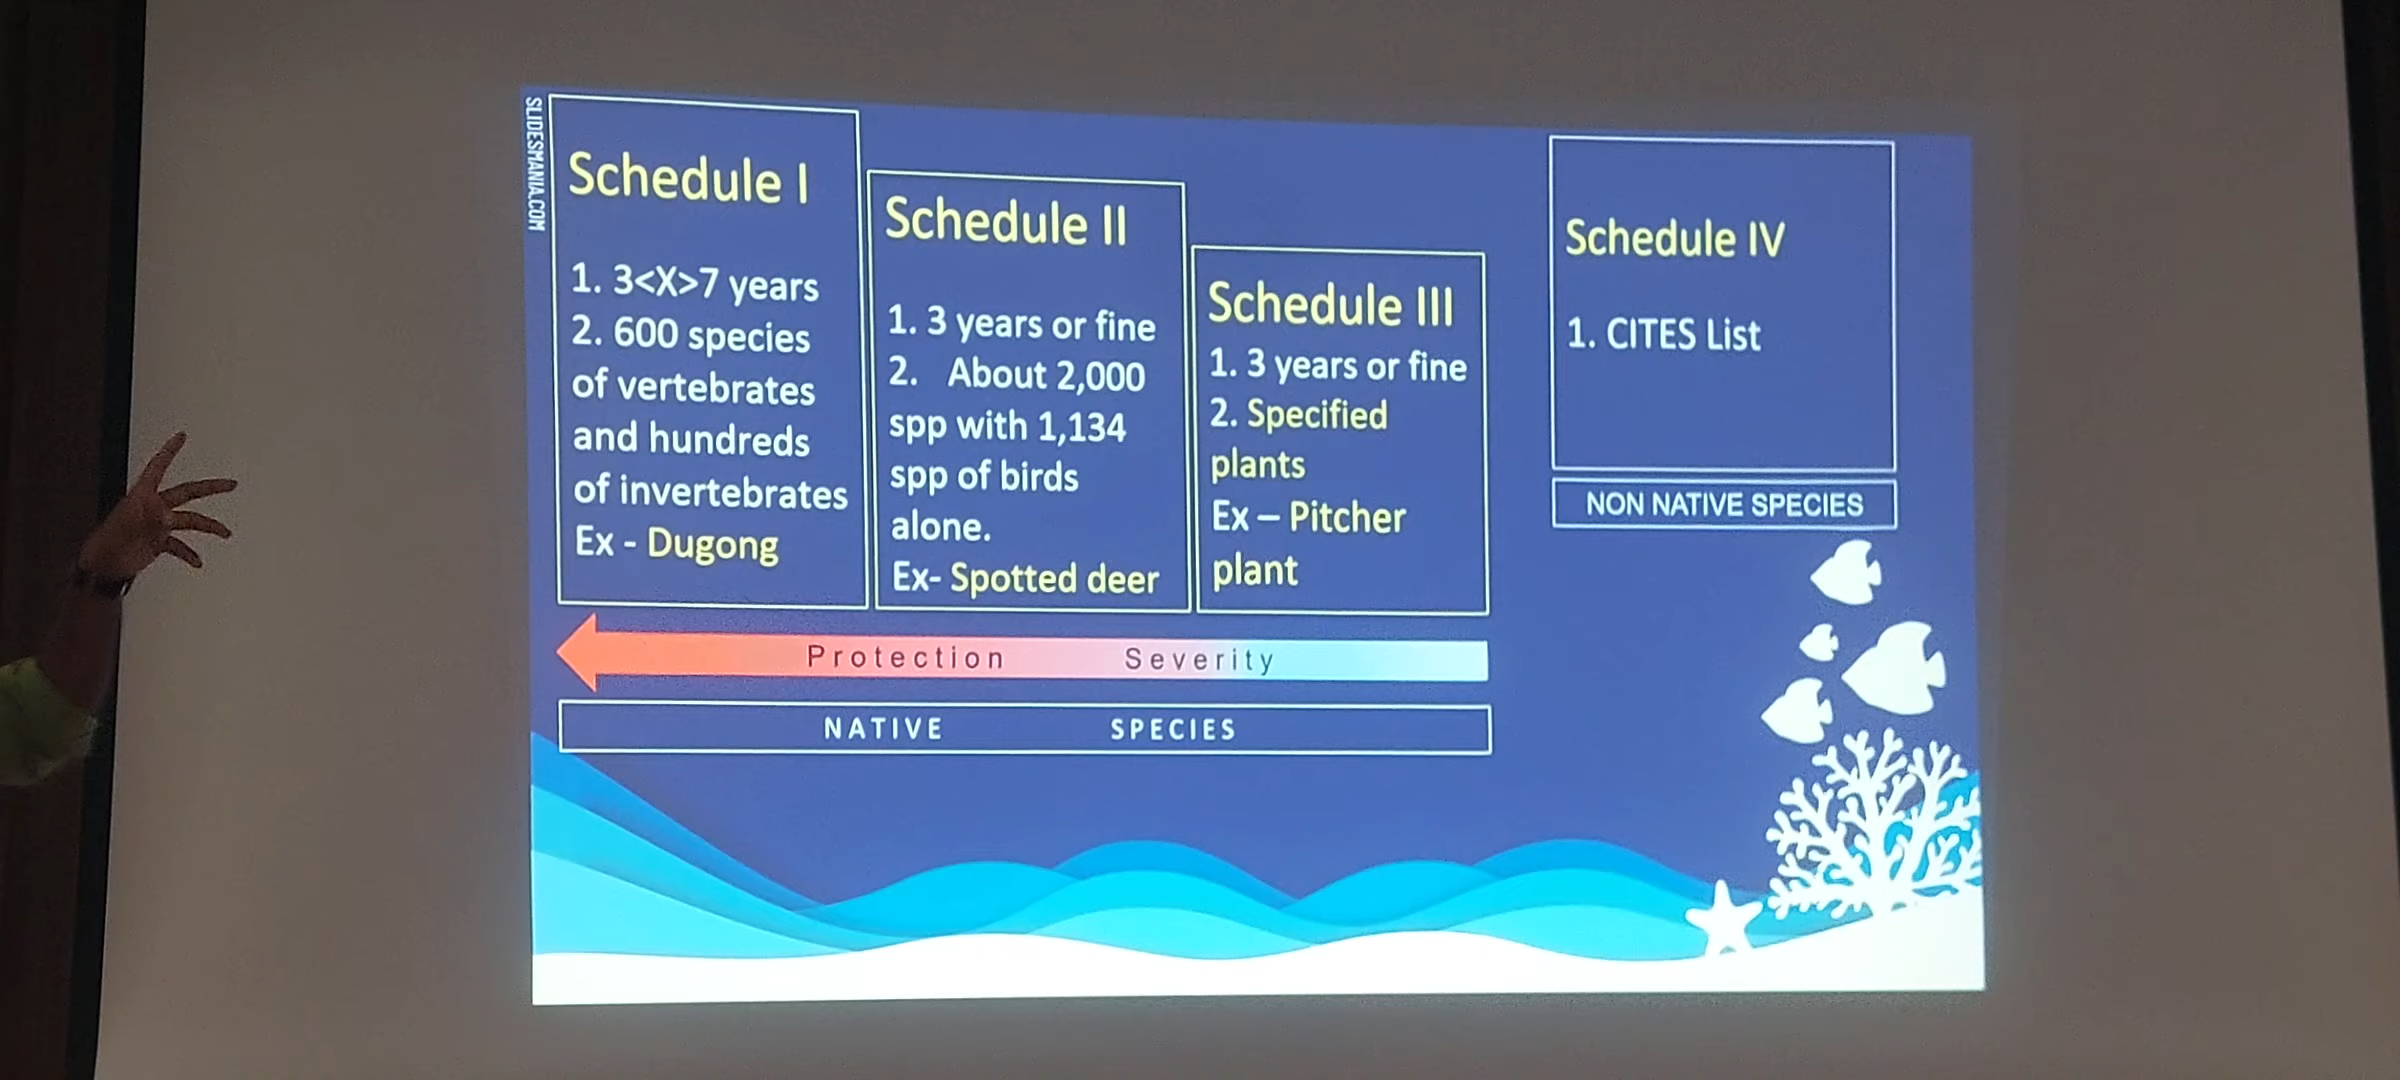 SLIDESMANIA.COM
Schedule I
1. 3<X>7 years
2. 600 species
of vertebrates
and hundreds
of invertebrates
Ex - Dugong
Schedule II
1. 3 years or fine
2. About 2,000
spp with 1,134
spp of birds
alone.
Ex- Spotted deer
Schedule III
1. 3 years or fine
2. Specified
plants
Ex – Pitcher
plant
Schedule IV
1. CITES List
NON NATIVE SPECIES
Protection Severity
NATIVE SPECIES